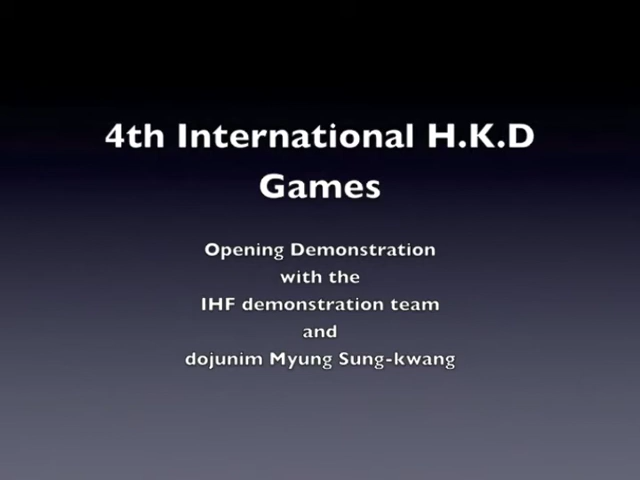 4th International H.K.D
Games
Opening Demonstration
with the
IHF demonstration team
and
dojunim Myung Sung-kwang